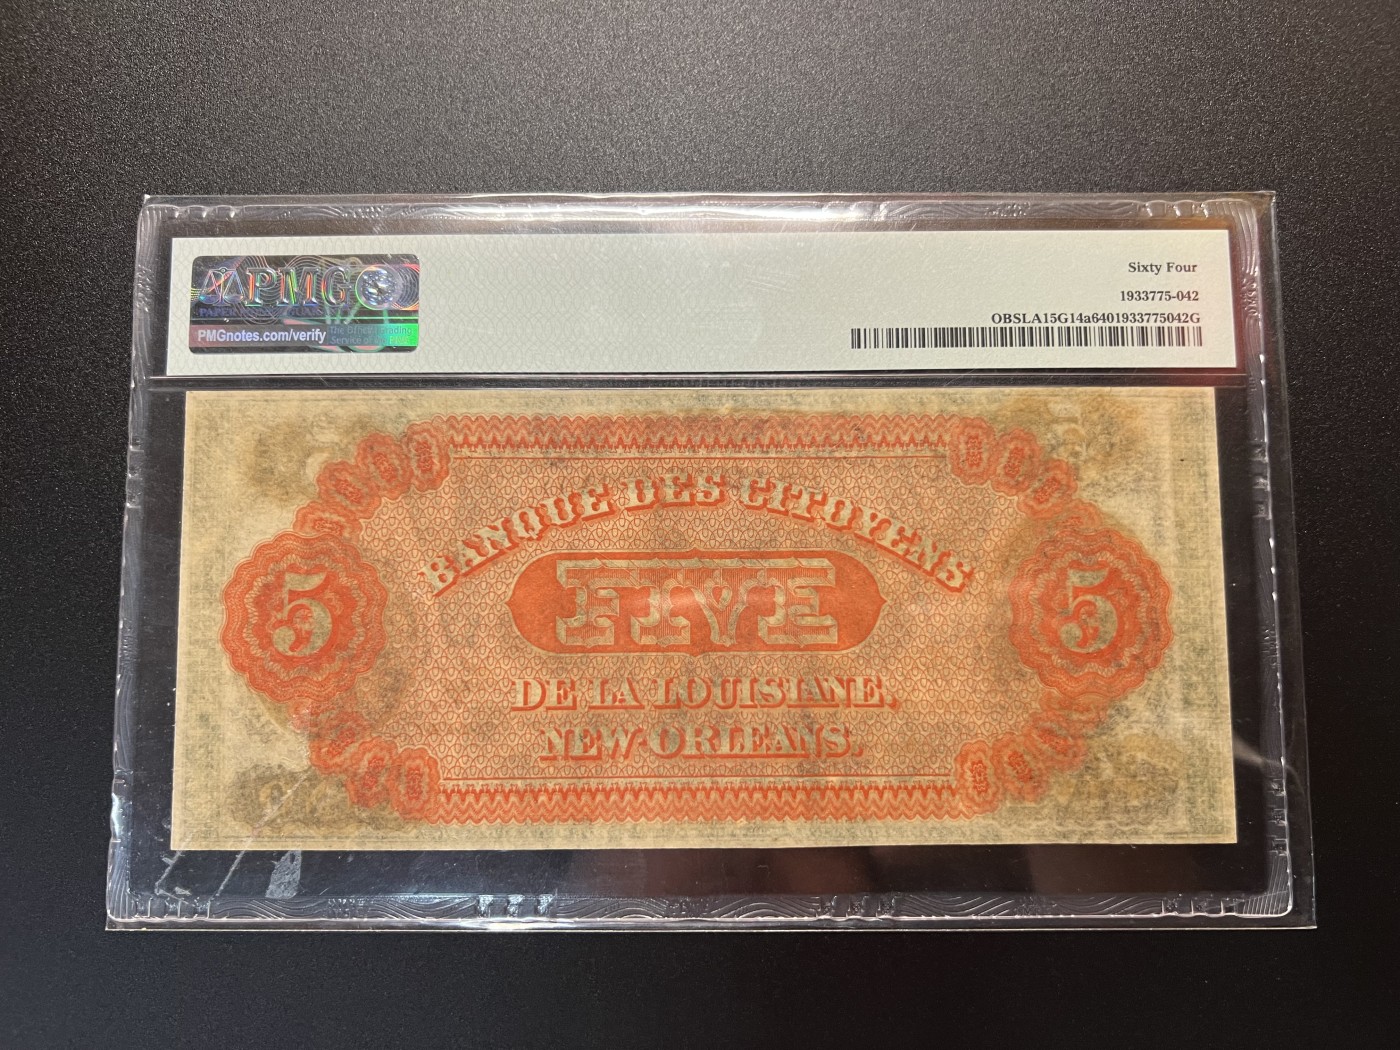 PMG
PMGnotes.com/verify
Sixty Four
1933775-042
OBSLA15G14a6401933775042G
BANQUE DES CITOYENS
5
FIVE
5
DE LA LOUISIANE,
NEW-ORLEANS.